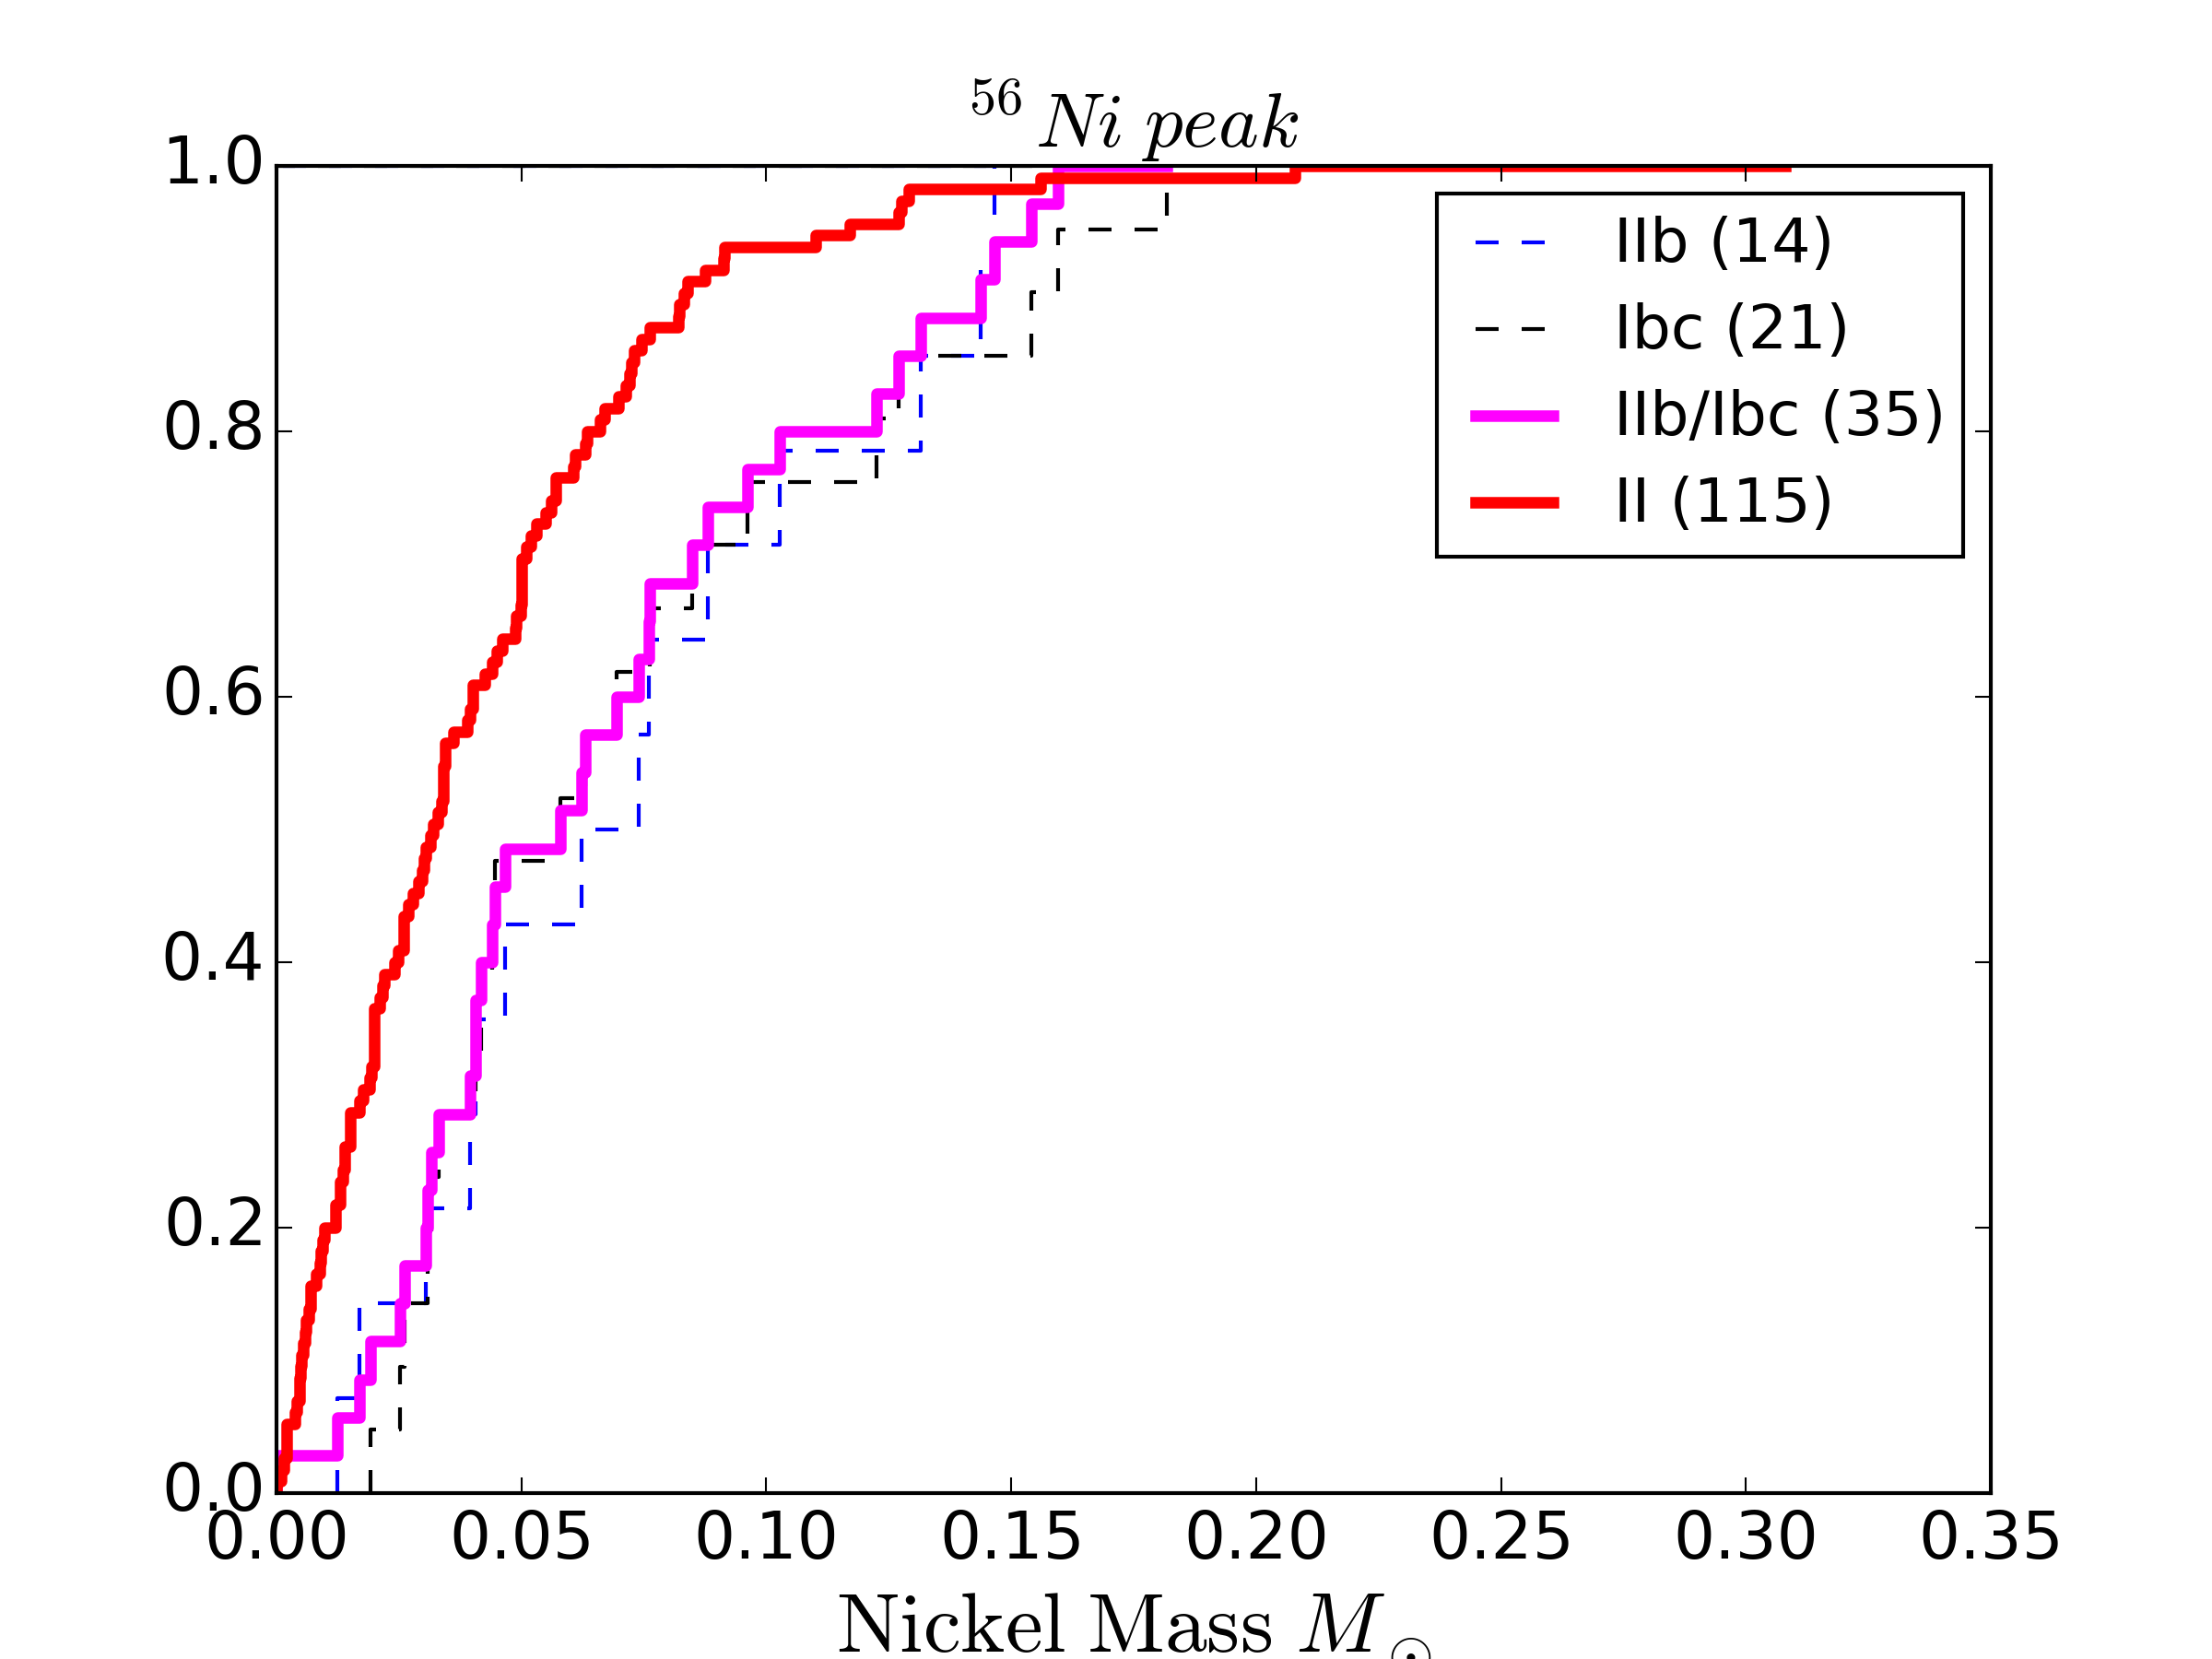 ⁵⁶Ni peak
1.0
0.8
0.6
0.4
0.2
0.0
IIb (14)
Ibc (21)
IIb/Ibc (35)
II (115)
0.00 0.05 0.10 0.15 0.20 0.25 0.30 0.35
Nickel Mass M⊙